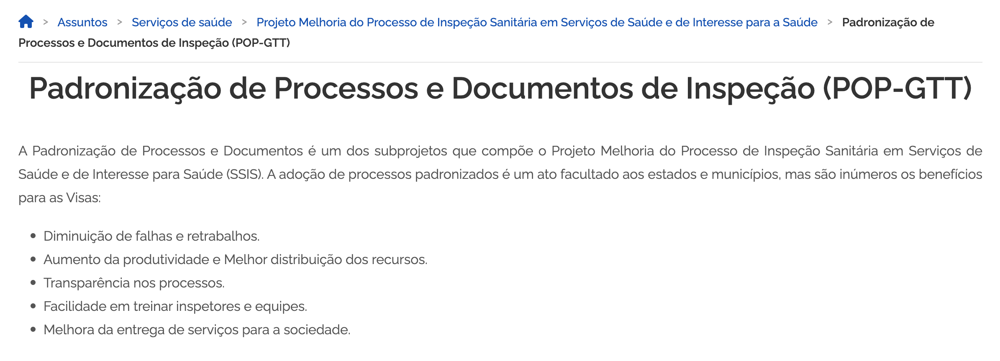 > Assuntos > Serviços de saúde > Projeto Melhoria do Processo de Inspeção Sanitária em Serviços de Saúde e de Interesse para a Saúde > Padronização de
Processos e Documentos de Inspeção (POP-GTT)
Padronização de Processos e Documentos de Inspeção (POP-GTT)
A Padronização de Processos e Documentos é um dos subprojetos que compõe o Projeto Melhoria do Processo de Inspeção Sanitária em Serviços de
Saúde e de Interesse para Saúde (SSIS). A adoção de processos padronizados é um ato facultado aos estados e municípios, mas são inúmeros os benefícios
para as Visas:
• Diminuição de falhas e retrabalhos.
• Aumento da produtividade e Melhor distribuição dos recursos.
• Transparência nos processos.
• Facilidade em treinar inspetores e equipes.
• Melhora da entrega de serviços para a sociedade.